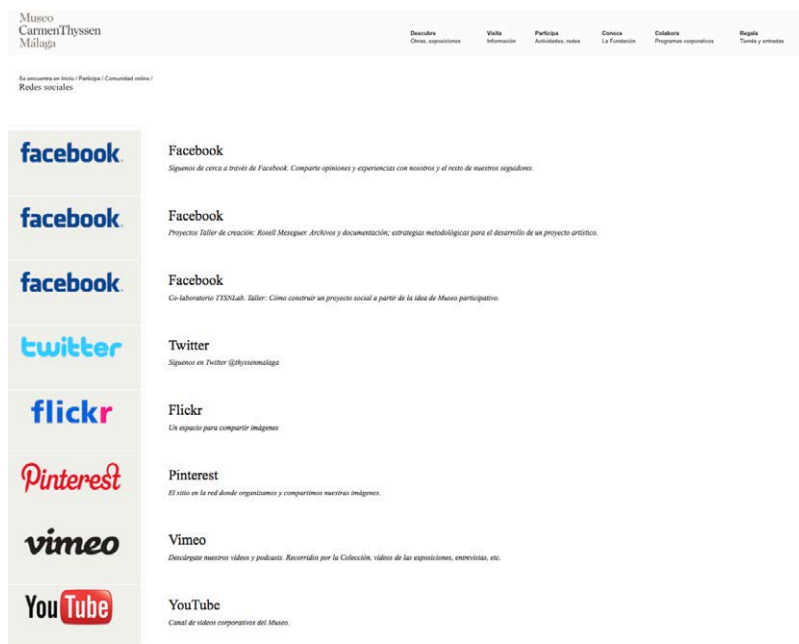 Museo
CarmenThyssen
Málaga
Descubre
Obras, exposiciones
Visita
Información
Participa
Actividades, redes
Conoce
La Fundación
Colabora
Programas corporativos
Regala
Tienda y entradas
Se encuentra en Inicio / Participa / Comunidad online /
Redes sociales
facebook.
Facebook
Síguenos de cerca a través de Facebook. Comparte opiniones y experiencias con nosotros y el resto de nuestros seguidores.
facebook.
Facebook
Proyectos Taller de creación: Rosell Meseguer. Archivos y documentación; estrategias metodológicas para el desarrollo de un proyecto artístico.
facebook.
Facebook
Co-laboratorio TYSNLab. Taller: Cómo construir un proyecto social a partir de la idea de Museo participativo.
twitter
Twitter
Síguenos en Twitter @thyssenmalaga
flickr
Flickr
Un espacio para compartir imágenes
Pinterest
Pinterest
El sitio en la red donde organizamos y compartimos nuestras imágenes.
vimeo
Vimeo
Descárgate nuestros vídeos y podcasts. Recorridos por la Colección, vídeos de las exposiciones, entrevistas, etc.
YouTube
YouTube
Canal de vídeos corporativos del Museo.